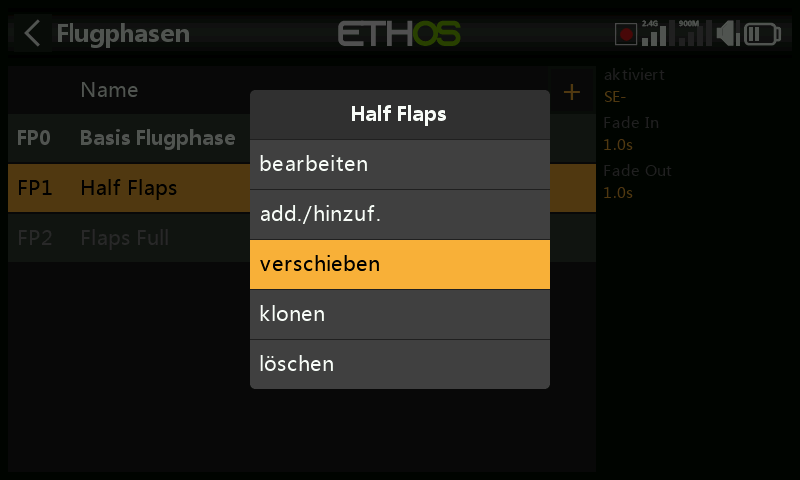 Flugphasen
ETHOS
2.4G
900M
Name
+
FP0 Basis Flugphase
FP1 Half Flaps
FP2 Flaps Full
Half Flaps
bearbeiten
add./hinzuf.
verschieben
klonen
löschen
aktiviert
SE-
Fade In
1.0s
Fade Out
1.0s